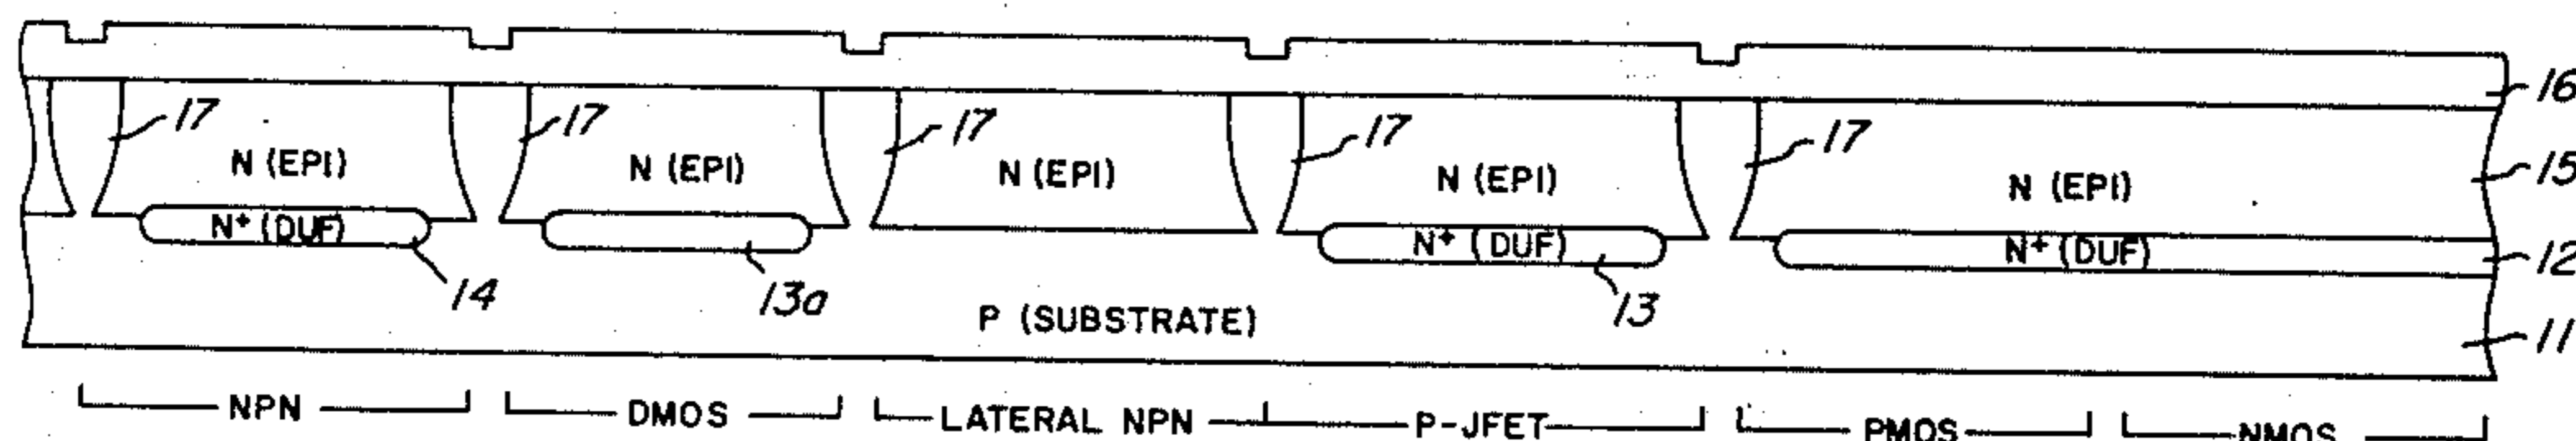 16
17 17 17 17 17
15
N (EPI) N (EPI) N (EPI) N (EPI) N (EPI)
N+ (DUF) N+ (DUF) N+ (DUF)
12
14 13a 13
P (SUBSTRATE)
11
NPN DMOS LATERAL NPN P-JFET PMOS NMOS